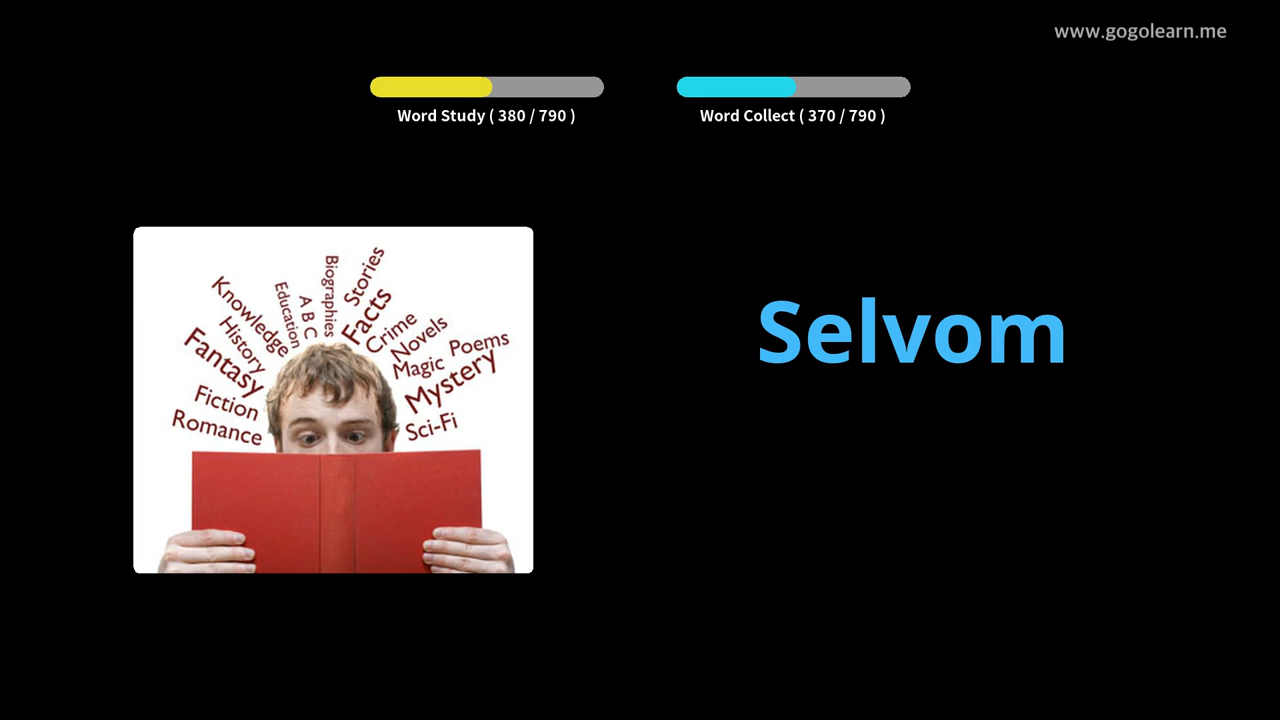 www.gogolearn.me
Word Study ( 380 / 790 )
Word Collect ( 370 / 790 )
Selvom
Biographies
Stories
Education
A B C
Facts
Knowledge
History
Crime
Novels
Poems
Fantasy
Magic
Mystery
Fiction
Romance
Sci-Fi